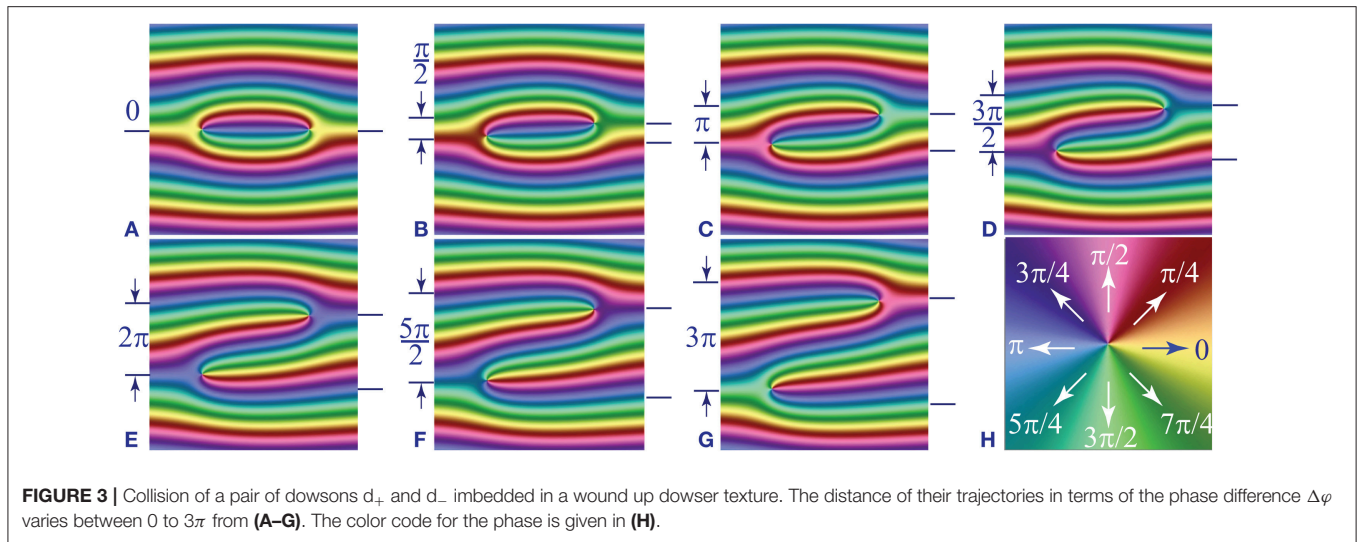 0
π/2
π
3π/2
A
B
C
D
2π
5π/2
3π
3π/4
π/2
π/4
π
0
5π/4
3π/2
7π/4
E
F
G
H
FIGURE 3 | Collision of a pair of dowsons d₊ and d₋ imbedded in a wound up dowser texture. The distance of their trajectories in terms of the phase difference Δφ
varies between 0 to 3π from (A–G). The color code for the phase is given in (H).